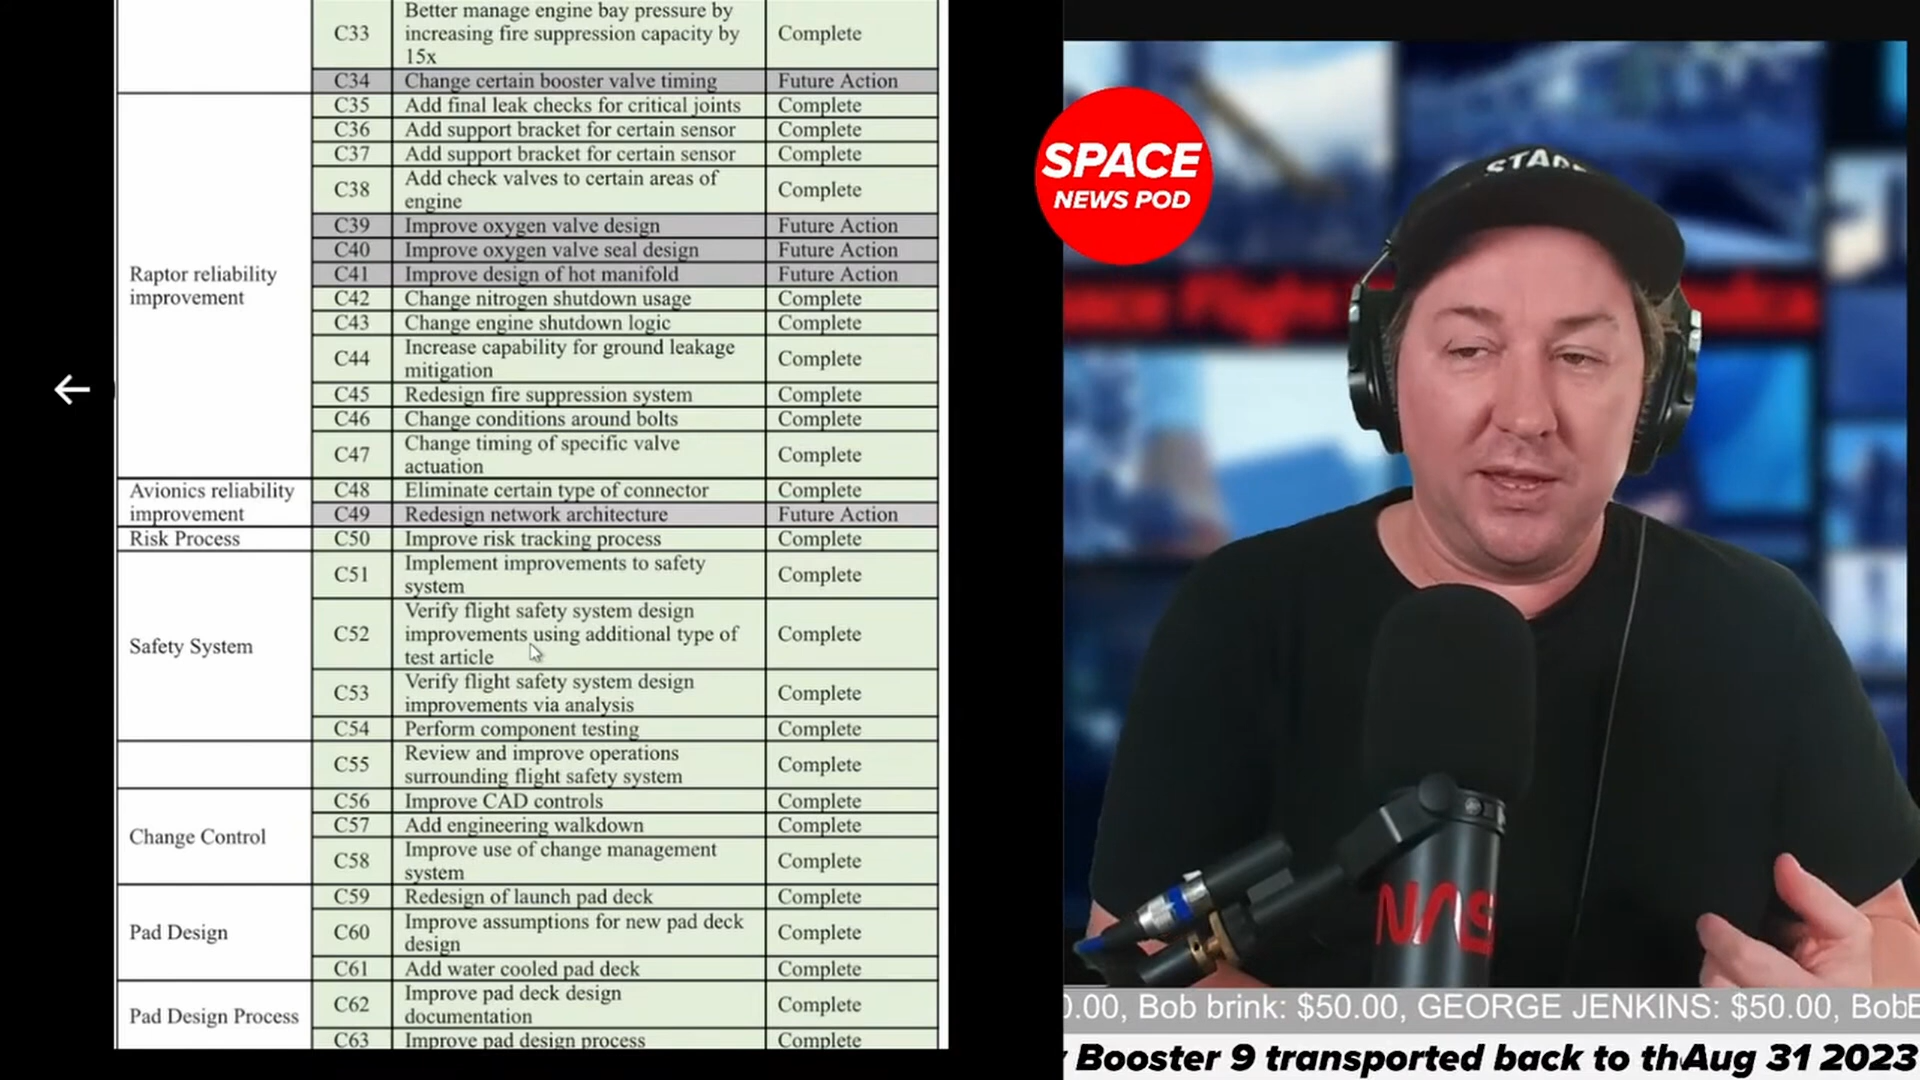 C33 Better manage engine bay pressure by
increasing fire suppression capacity by
15x Complete
C34 Change certain booster valve timing Future Action
Raptor reliability
improvement
C35 Add final leak checks for critical joints Complete
C36 Add support bracket for certain sensor Complete
C37 Add support bracket for certain sensor Complete
C38 Add check valves to certain areas of
engine Complete
C39 Improve oxygen valve design Future Action
C40 Improve oxygen valve seal design Future Action
C41 Improve design of hot manifold Future Action
C42 Change nitrogen shutdown usage Complete
C43 Change engine shutdown logic Complete
C44 Increase capability for ground leakage
mitigation Complete
C45 Redesign fire suppression system Complete
C46 Change conditions around bolts Complete
C47 Change timing of specific valve
actuation Complete
Avionics reliability
improvement
C48 Eliminate certain type of connector Complete
C49 Redesign network architecture Future Action
Risk Process C50 Improve risk tracking process Complete
Safety System
C51 Implement improvements to safety
system Complete
C52 Verify flight safety system design
improvements using additional type of
test article Complete
C53 Verify flight safety system design
improvements via analysis Complete
C54 Perform component testing Complete
C55 Review and improve operations
surrounding flight safety system Complete
Change Control
C56 Improve CAD controls Complete
C57 Add engineering walkdown Complete
C58 Improve use of change management
system Complete
Pad Design
C59 Redesign of launch pad deck Complete
C60 Improve assumptions for new pad deck
design Complete
C61 Add water cooled pad deck Complete
Pad Design Process
C62 Improve pad deck design
documentation Complete
C63 Improve pad design process Complete
SPACE
NEWS POD
NAS
0.00, Bob brink: $50.00, GEORGE JENKINS: $50.00, Bob
Booster 9 transported back to th Aug 31 2023